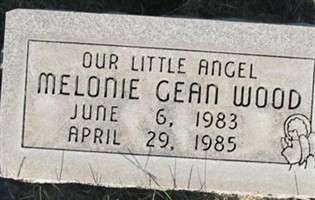 OUR LITTLE ANGEL
MELONIE GEAN WOOD
JUNE 6, 1983
APRIL 29, 1985